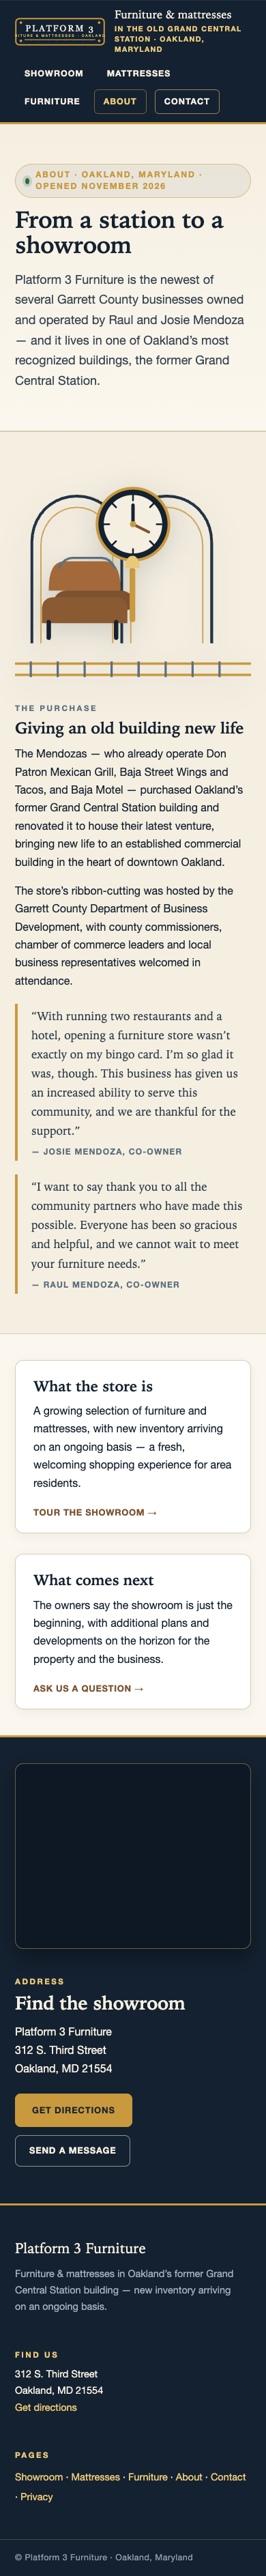 PLATFORM 3
Furniture & mattresses
IN THE OLD GRAND CENTRAL
STATION · OAKLAND,
MARYLAND
SHOWROOM MATTRESSES
FURNITURE ABOUT CONTACT
ABOUT · OAKLAND, MARYLAND ·
OPENED NOVEMBER 2026
From a station to a
showroom
Platform 3 Furniture is the newest of
several Garrett County businesses owned
and operated by Raul and Josie Mendoza
— and it lives in one of Oakland’s most
recognized buildings, the former Grand
Central Station.
THE PURCHASE
Giving an old building new life
The Mendozas — who already operate Don
Patron Mexican Grill, Baja Street Wings and
Tacos, and Baja Motel — purchased Oakland’s
former Grand Central Station building and
renovated it to house their latest venture,
bringing new life to an established commercial
building in the heart of downtown Oakland.
The store’s ribbon-cutting was hosted by the
Garrett County Department of Business
Development, with county commissioners,
chamber of commerce leaders and local
business representatives welcomed in
attendance.
“With running two restaurants and a
hotel, opening a furniture store wasn’t
exactly on my bingo card. I’m so glad it
was, though. This business has given us
an increased ability to serve this
community, and we are thankful for the
support.”
— JOSIE MENDOZA, CO-OWNER
“I want to say thank you to all the
community partners who have made this
possible. Everyone has been so gracious
and helpful, and we cannot wait to meet
your furniture needs.”
— RAUL MENDOZA, CO-OWNER
What the store is
A growing selection of furniture and
mattresses, with new inventory arriving
on an ongoing basis — a fresh,
welcoming shopping experience for area
residents.
TOUR THE SHOWROOM →
What comes next
The owners say the showroom is just the
beginning, with additional plans and
developments on the horizon for the
property and the business.
ASK US A QUESTION →
ADDRESS
Find the showroom
Platform 3 Furniture
312 S. Third Street
Oakland, MD 21554
GET DIRECTIONS
SEND A MESSAGE
Platform 3 Furniture
Furniture & mattresses in Oakland’s former Grand
Central Station building — new inventory arriving
on an ongoing basis.
FIND US
312 S. Third Street
Oakland, MD 21554
Get directions
PAGES
Showroom · Mattresses · Furniture · About · Contact
· Privacy
© Platform 3 Furniture · Oakland, Maryland